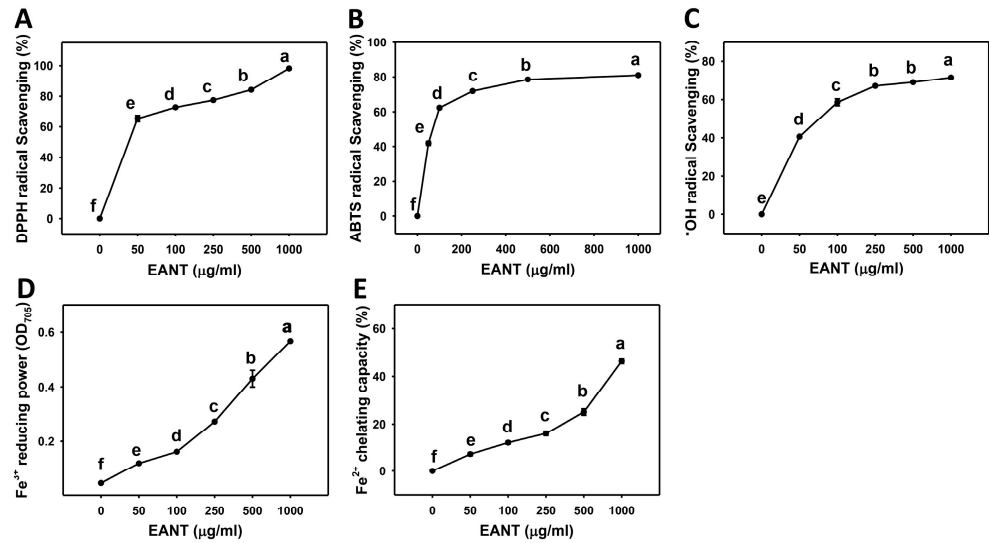 A
DPPH radical Scavenging (%)
100
80
60
40
20
0
f
e
d
c
b
a
0 50 100 250 500 1000
EANT (μg/ml)
B
ABTS radical Scavenging (%)
100
80
60
40
20
0
f
e
d
c
b
a
0 200 400 600 800 1000
EANT (μg/ml)
C
•OH radical Scavenging (%)
80
60
40
20
0
e
d
c
b
b
a
0 50 100 250 500 1000
EANT (μg/ml)
D
Fe³⁺ reducing power (OD₇₀₅)
0.6
0.4
0.2
f
e
d
c
b
a
0 50 100 250 500 1000
EANT (μg/ml)
E
Fe²⁺ chelating capacity (%)
60
40
20
0
f
e
d
c
b
a
0 50 100 250 500 1000
EANT (μg/ml)